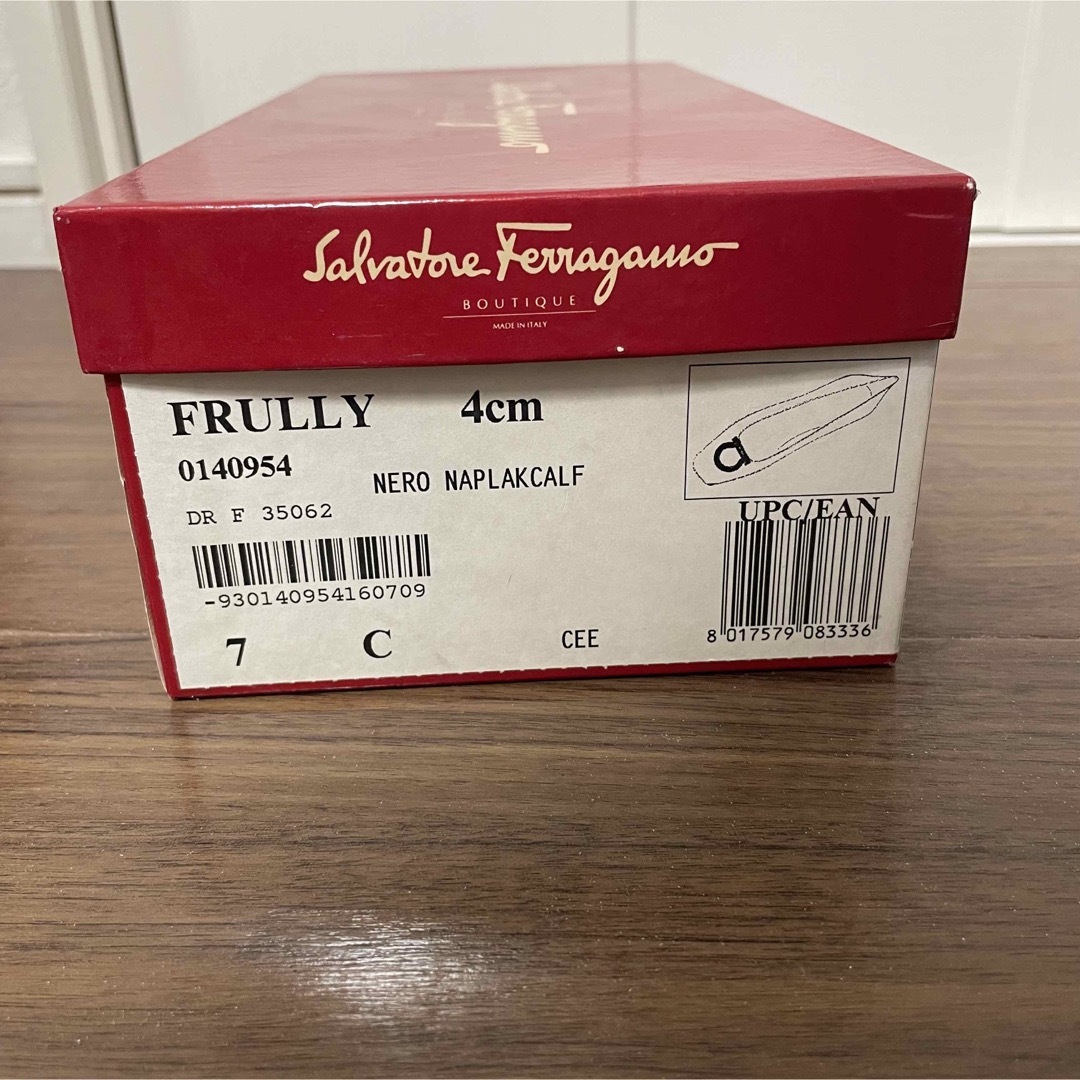 Salvatore Ferragamo
BOUTIQUE
MADE IN ITALY
FRULLY 4cm
0140954
NERO NAPLAKCALF
DR F 35062
UPC/EAN
-930140954160709
8 017579 083336
7 C CEE